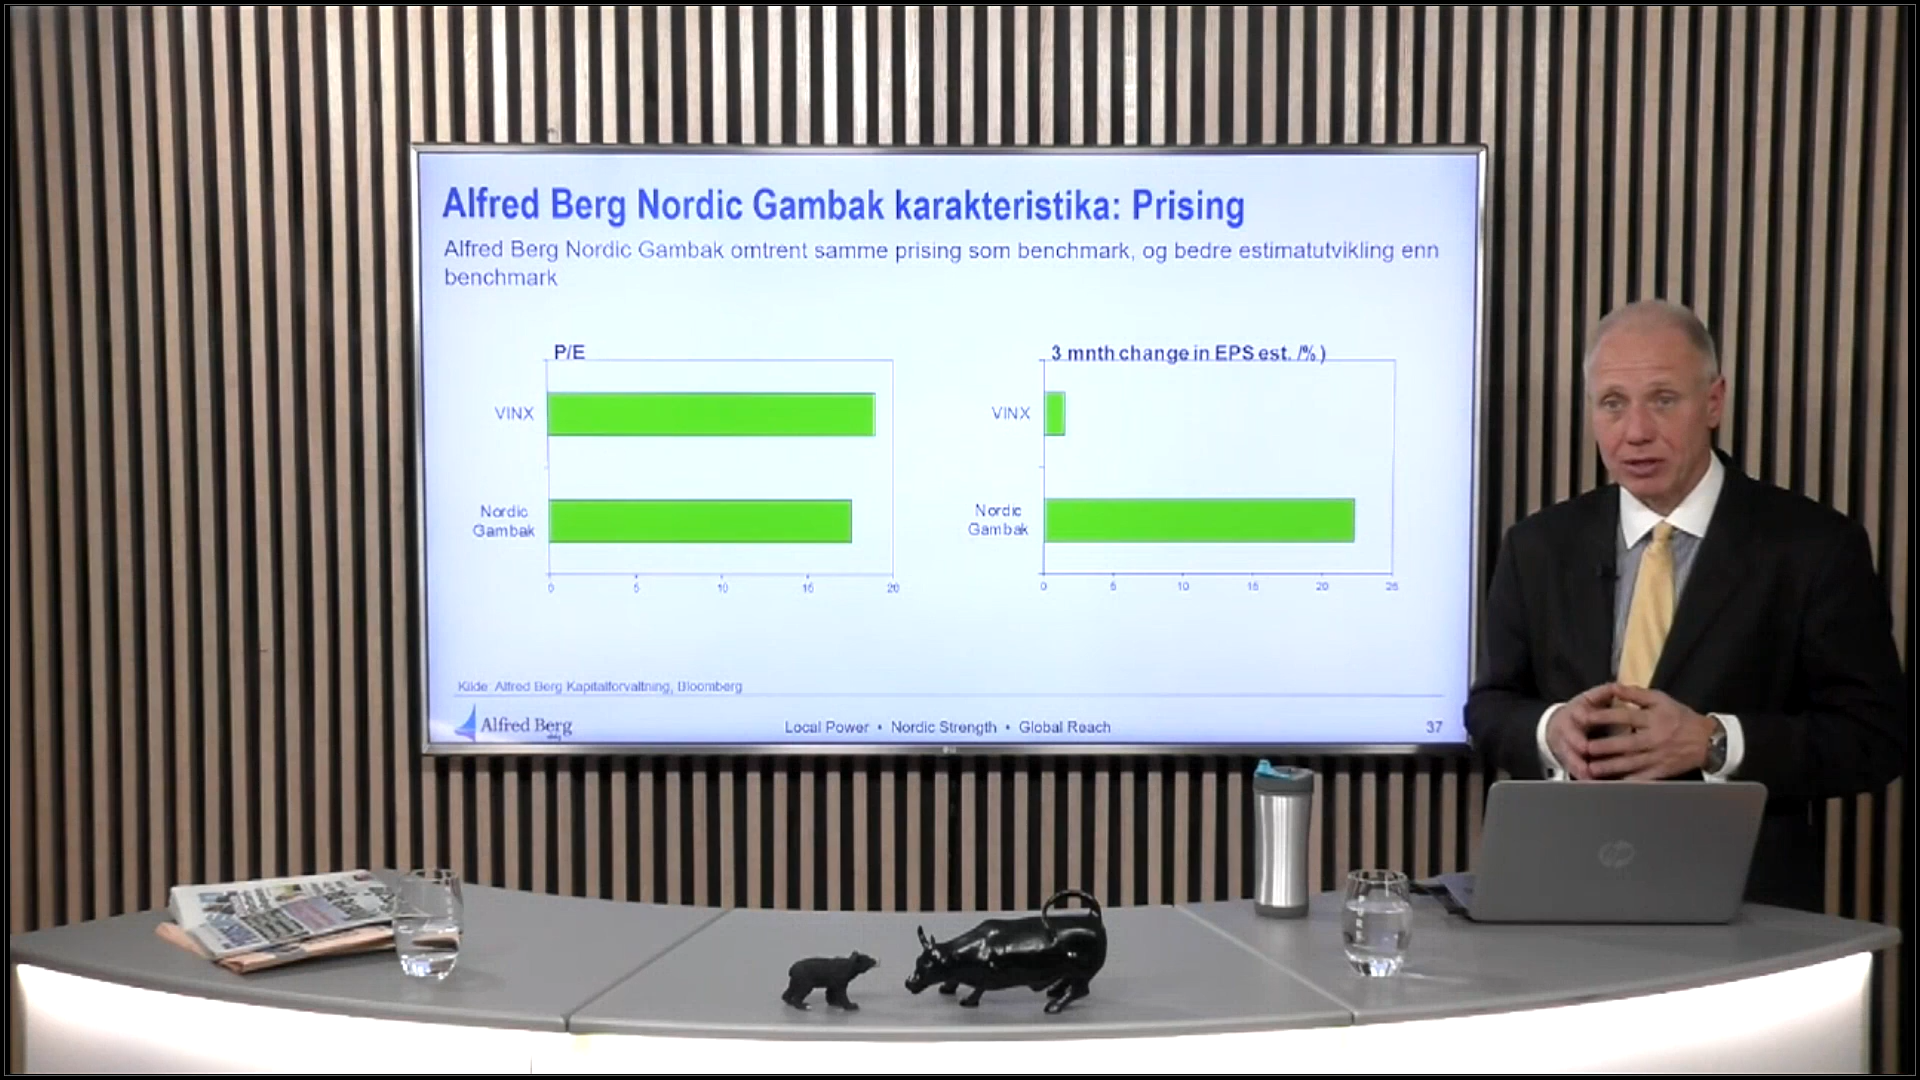 Alfred Berg Nordic Gambak karakteristika: Prising
Alfred Berg Nordic Gambak omtrent samme prising som benchmark, og bedre estimatutvikling enn
benchmark
P/E
VINX
Nordic
Gambak
0 5 10 15 20
3 mnth change in EPS est. /% )
VINX
Nordic
Gambak
0 5 10 15 20 25
Kilde: Alfred Berg Kapitalforvaltning, Bloomberg
Alfred Berg
Local Power • Nordic Strength • Global Reach
37
hp